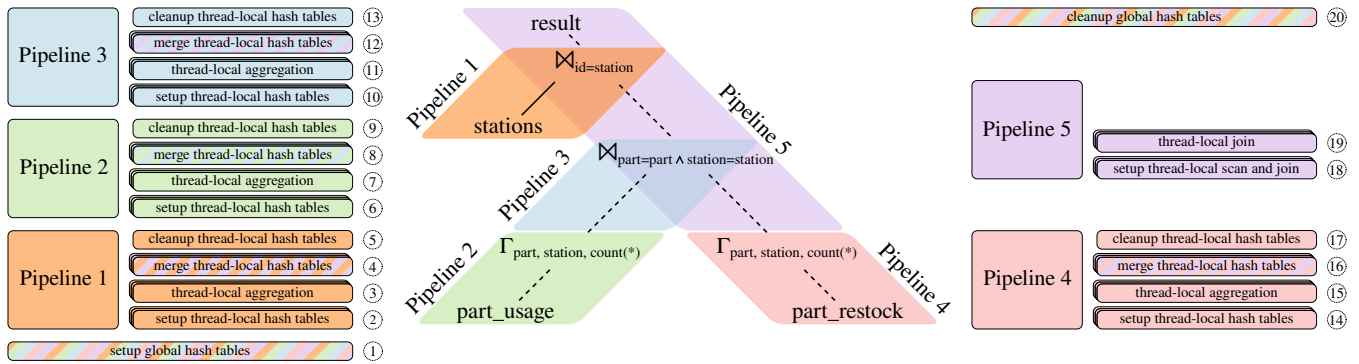 Pipeline 3
cleanup thread-local hash tables 13
merge thread-local hash tables 12
thread-local aggregation 11
setup thread-local hash tables 10
Pipeline 2
cleanup thread-local hash tables 9
merge thread-local hash tables 8
thread-local aggregation 7
setup thread-local hash tables 6
Pipeline 1
cleanup thread-local hash tables 5
merge thread-local hash tables 4
thread-local aggregation 3
setup thread-local hash tables 2
setup global hash tables 1
result
Pipeline 1
⋈id=station
stations
Pipeline 5
Pipeline 3
⋈part=part ∧ station=station
Pipeline 2
Γpart, station, count(*)
part_usage
Γpart, station, count(*)
Pipeline 4
part_restock
cleanup global hash tables 20
Pipeline 5
thread-local join 19
setup thread-local scan and join 18
Pipeline 4
cleanup thread-local hash tables 17
merge thread-local hash tables 16
thread-local aggregation 15
setup thread-local hash tables 14